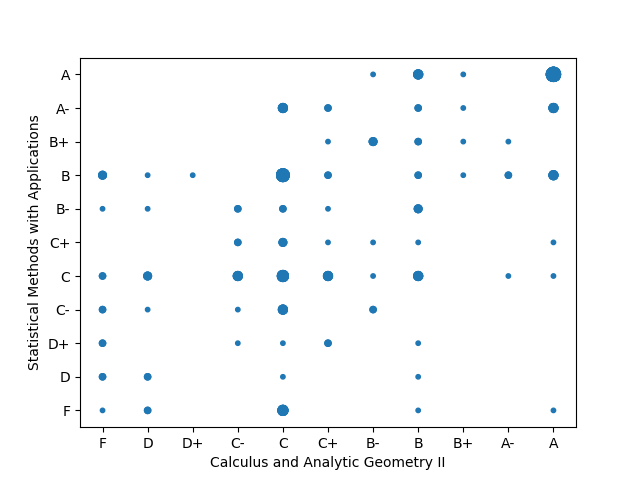 A
A-
B+
B
B-
C+
C
C-
D+
D
F
Statistical Methods with Applications
F D D+ C- C C+ B- B B+ A- A
Calculus and Analytic Geometry II